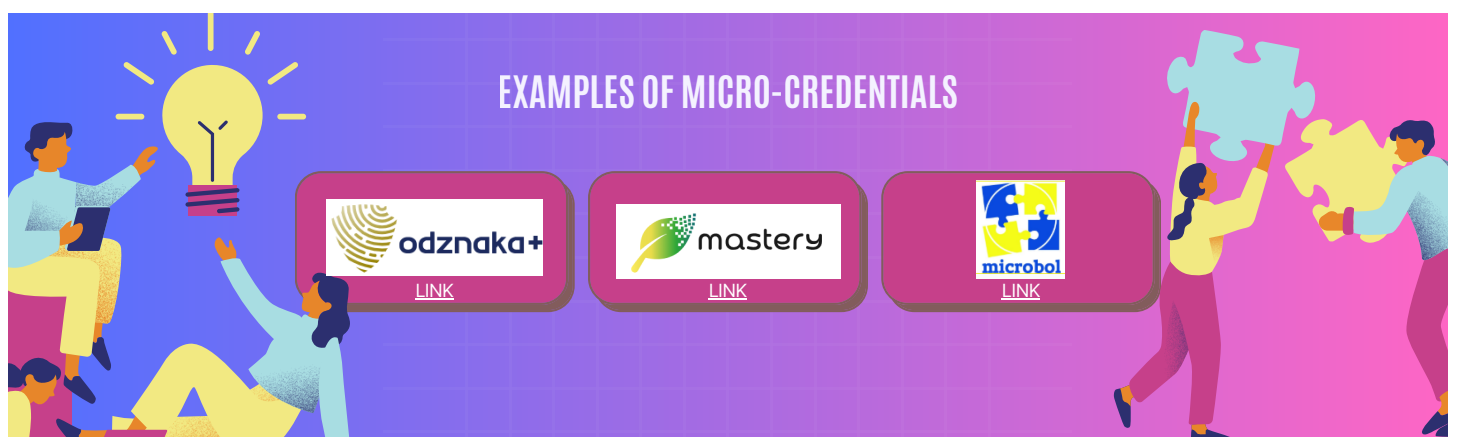 EXAMPLES OF MICRO-CREDENTIALS
odznaka+
mastery
microbol
LINK
LINK
LINK